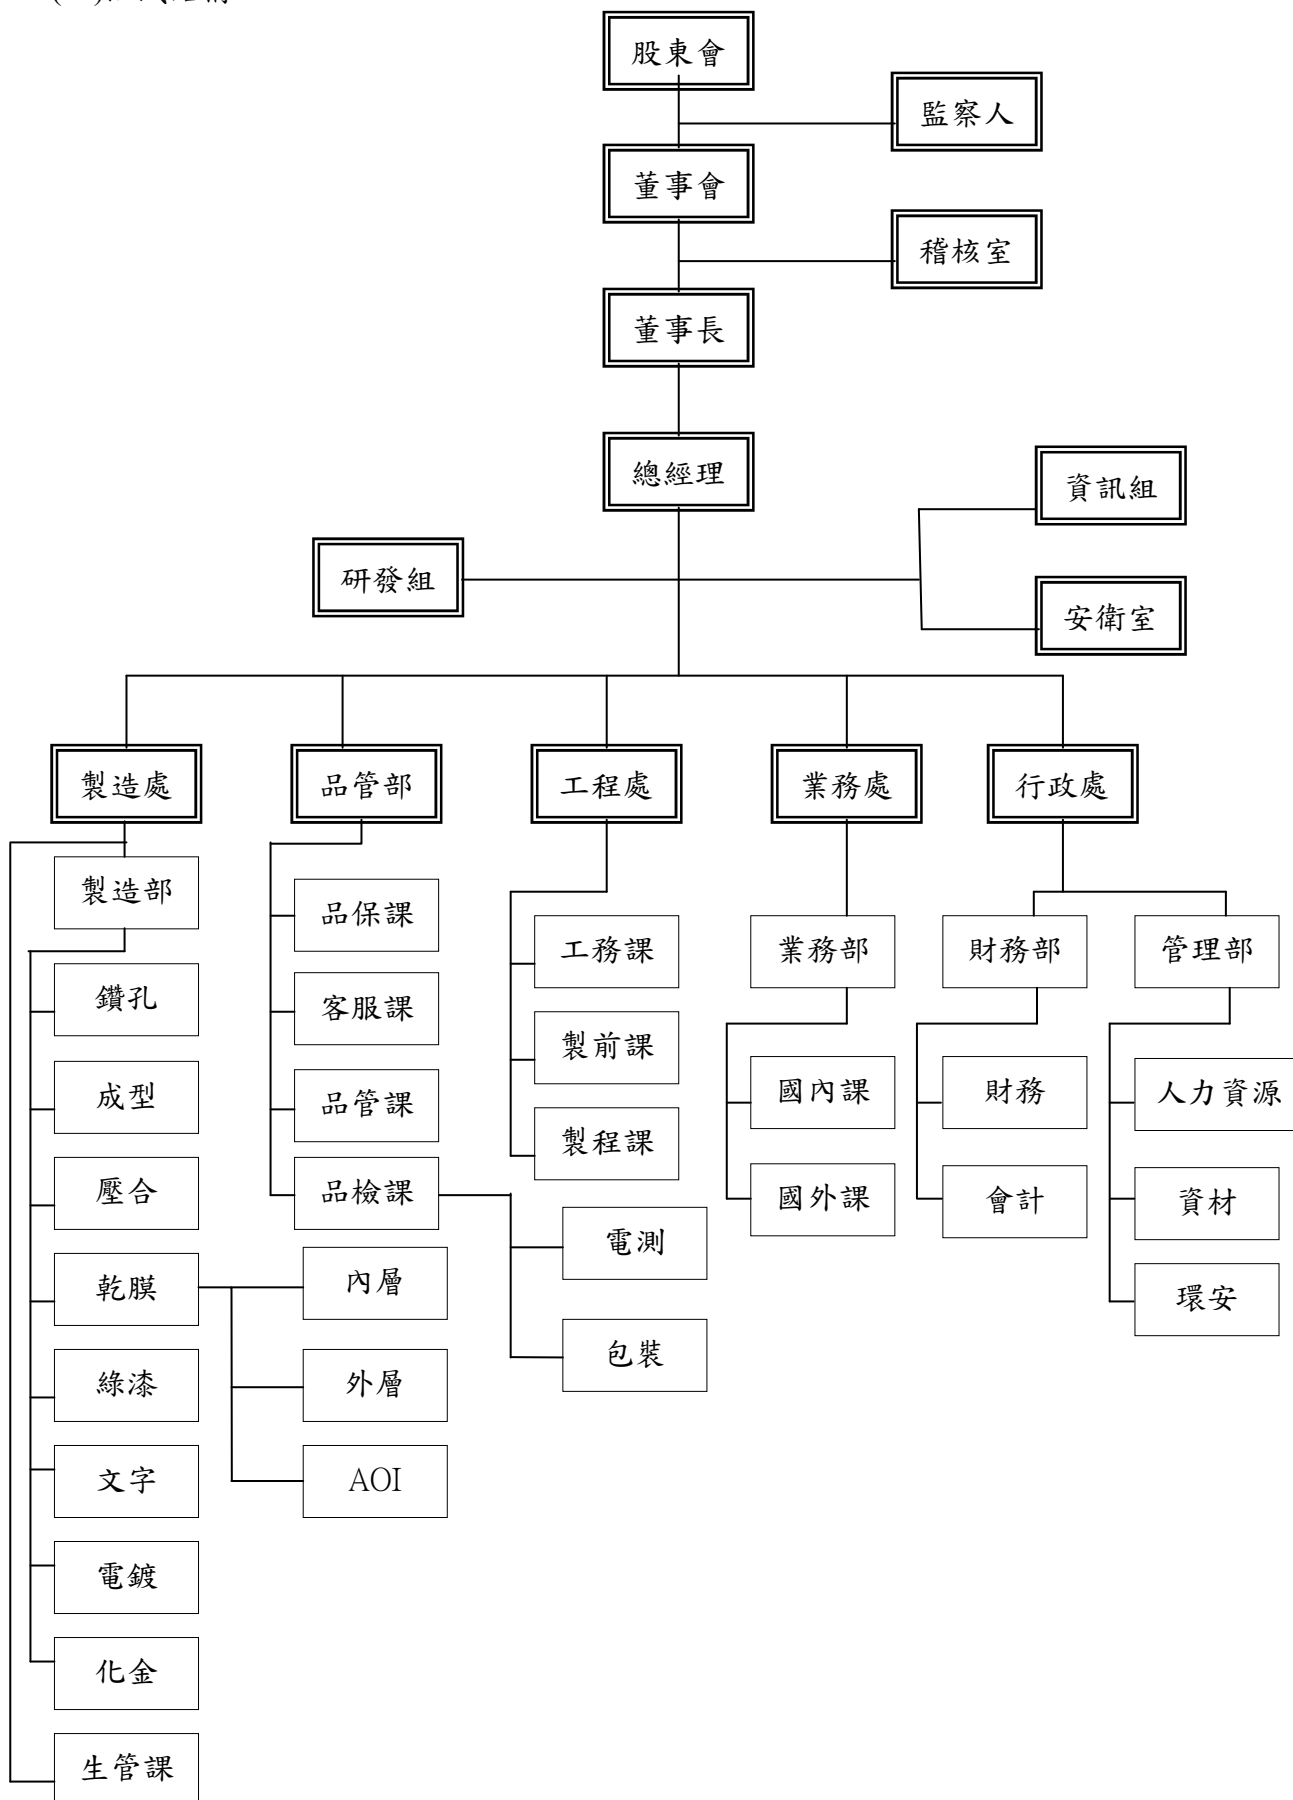 股東會
監察人
董事會
稽核室
董事長
總經理
資訊組
研發組
安衛室
製造處
品管部
工程處
業務處
行政處
製造部
品保課
工務課
業務部
財務部
管理部
鑽孔
客服課
製前課
國內課
財務
人力資源
成型
品管課
製程課
壓合
品檢課
國外課
會計
資材
電測
乾膜
內層
環安
包裝
綠漆
外層
文字
AOI
電鍍
化金
生管課